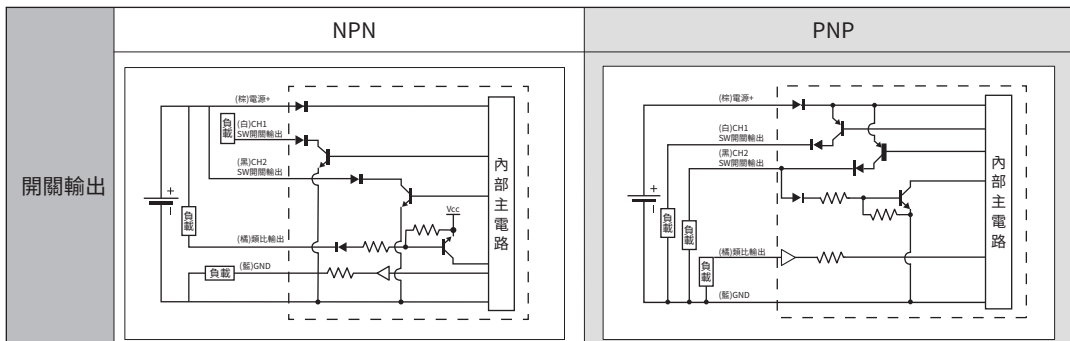 NPN
PNP
開關輸出
(棕)電源+
負載
(白)CH1
SW開關輸出
(黑)CH2
SW開關輸出
+
負載
Vcc
(橘)類比輸出
負載
(藍)GND
內部主電路
(棕)電源+
(白)CH1
SW開關輸出
(黑)CH2
SW開關輸出
+
負載
負載
負載
(橘)類比輸出
(藍)GND
內部主電路